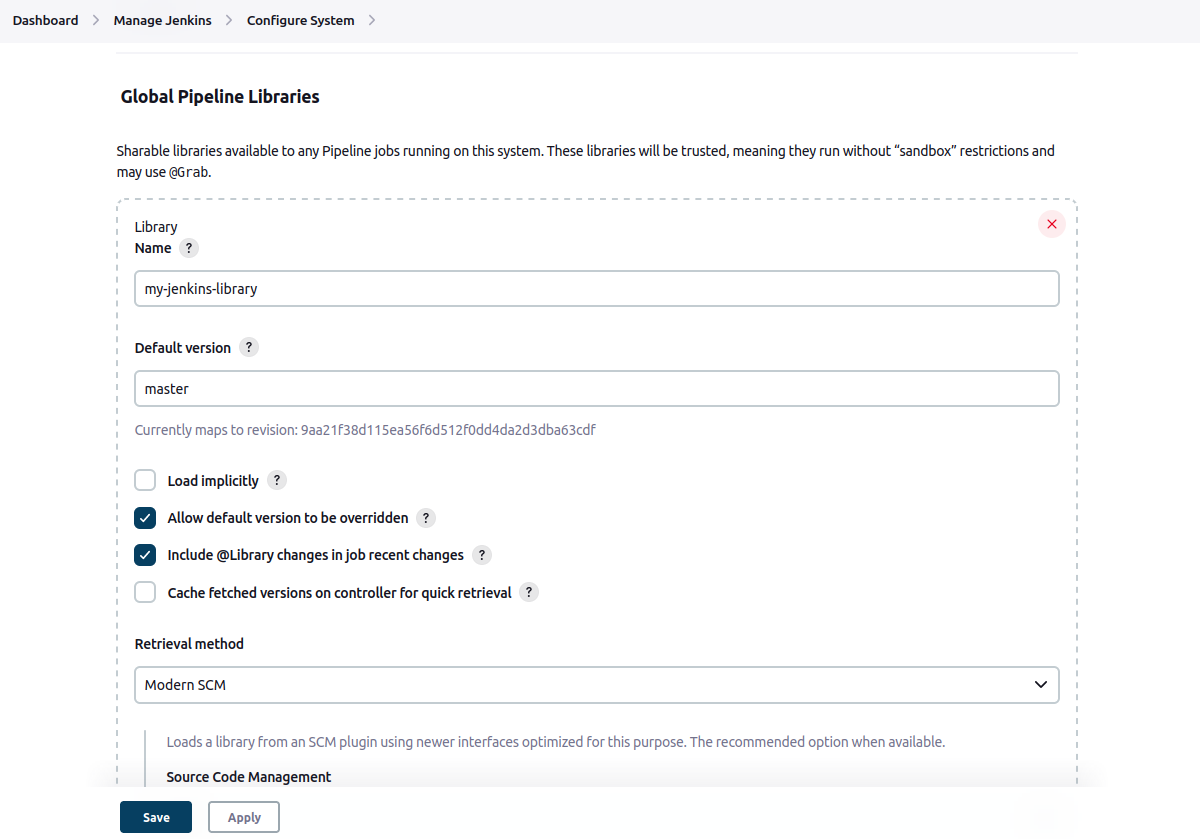 Dashboard > Manage Jenkins > Configure System >
Global Pipeline Libraries
Sharable libraries available to any Pipeline jobs running on this system. These libraries will be trusted, meaning they run without “sandbox” restrictions and
may use @Grab.
Library
Name ?
my-jenkins-library
Default version ?
master
Currently maps to revision: 9aa21f38d115ea56f6d512f0dd4da2d3dba63cdf
Load implicitly ?
Allow default version to be overridden ?
Include @Library changes in job recent changes ?
Cache fetched versions on controller for quick retrieval ?
Retrieval method
Modern SCM
Loads a library from an SCM plugin using newer interfaces optimized for this purpose. The recommended option when available.
Source Code Management
Save Apply